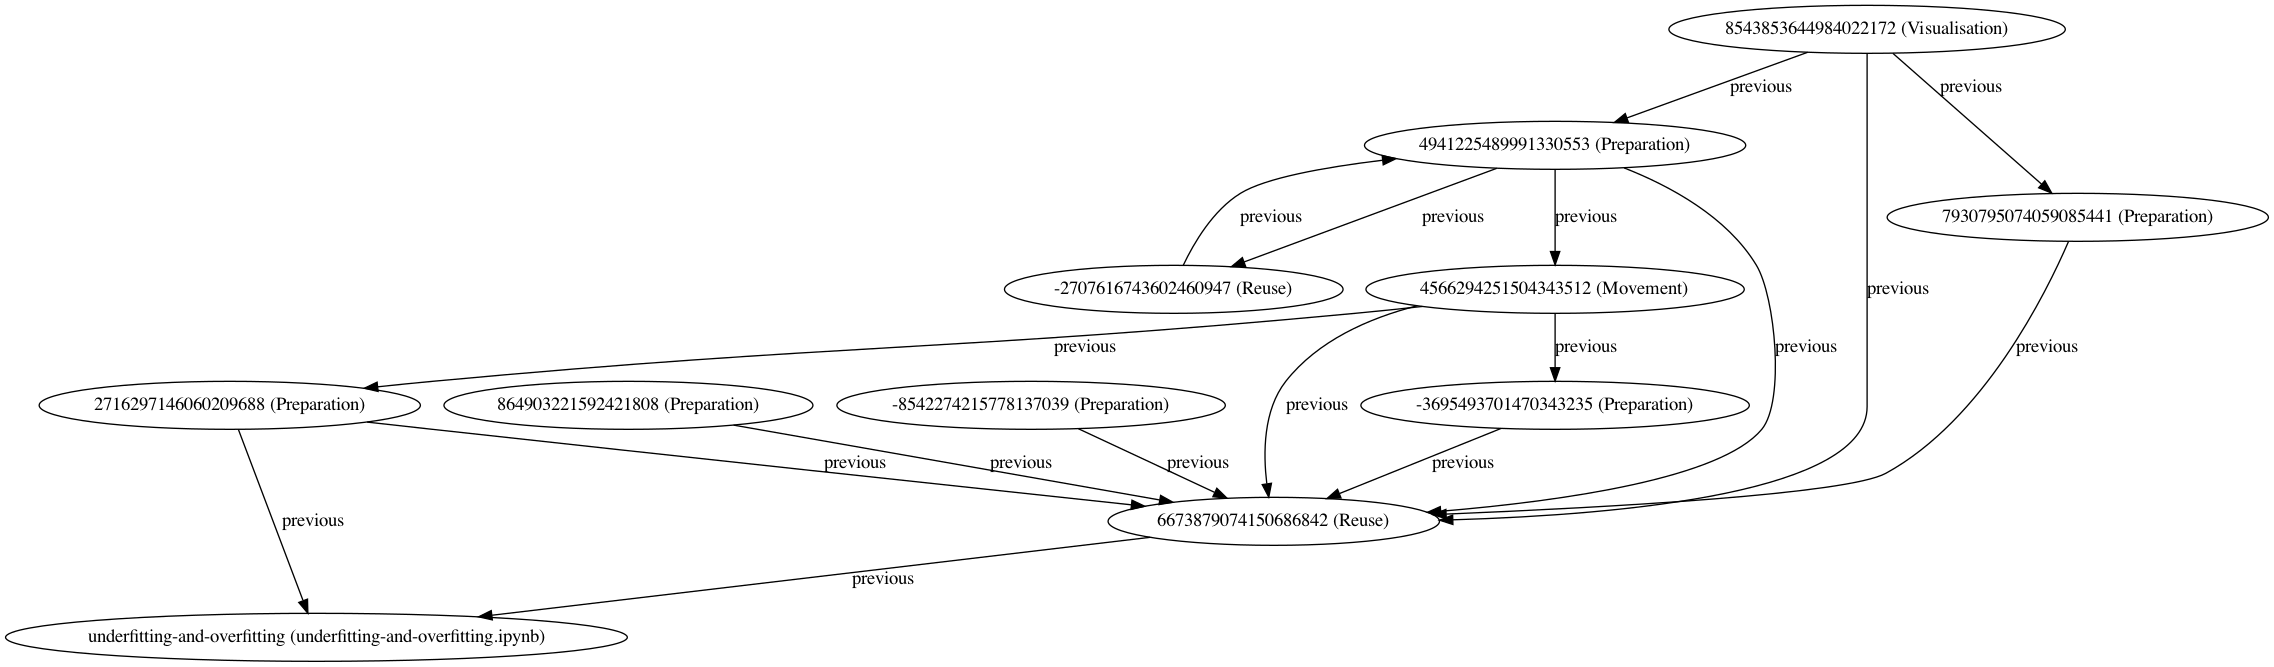 8543853644984022172 (Visualisation)
previous
previous
4941225489991330553 (Preparation)
previous
previous
previous
7930795074059085441 (Preparation)
-2707616743602460947 (Reuse)
4566294251504343512 (Movement)
previous
previous
previous
previous
previous
2716297146060209688 (Preparation)
864903221592421808 (Preparation)
-8542274215778137039 (Preparation)
previous
-3695493701470343235 (Preparation)
previous
previous
previous
previous
previous
6673879074150686842 (Reuse)
previous
underfitting-and-overfitting (underfitting-and-overfitting.ipynb)